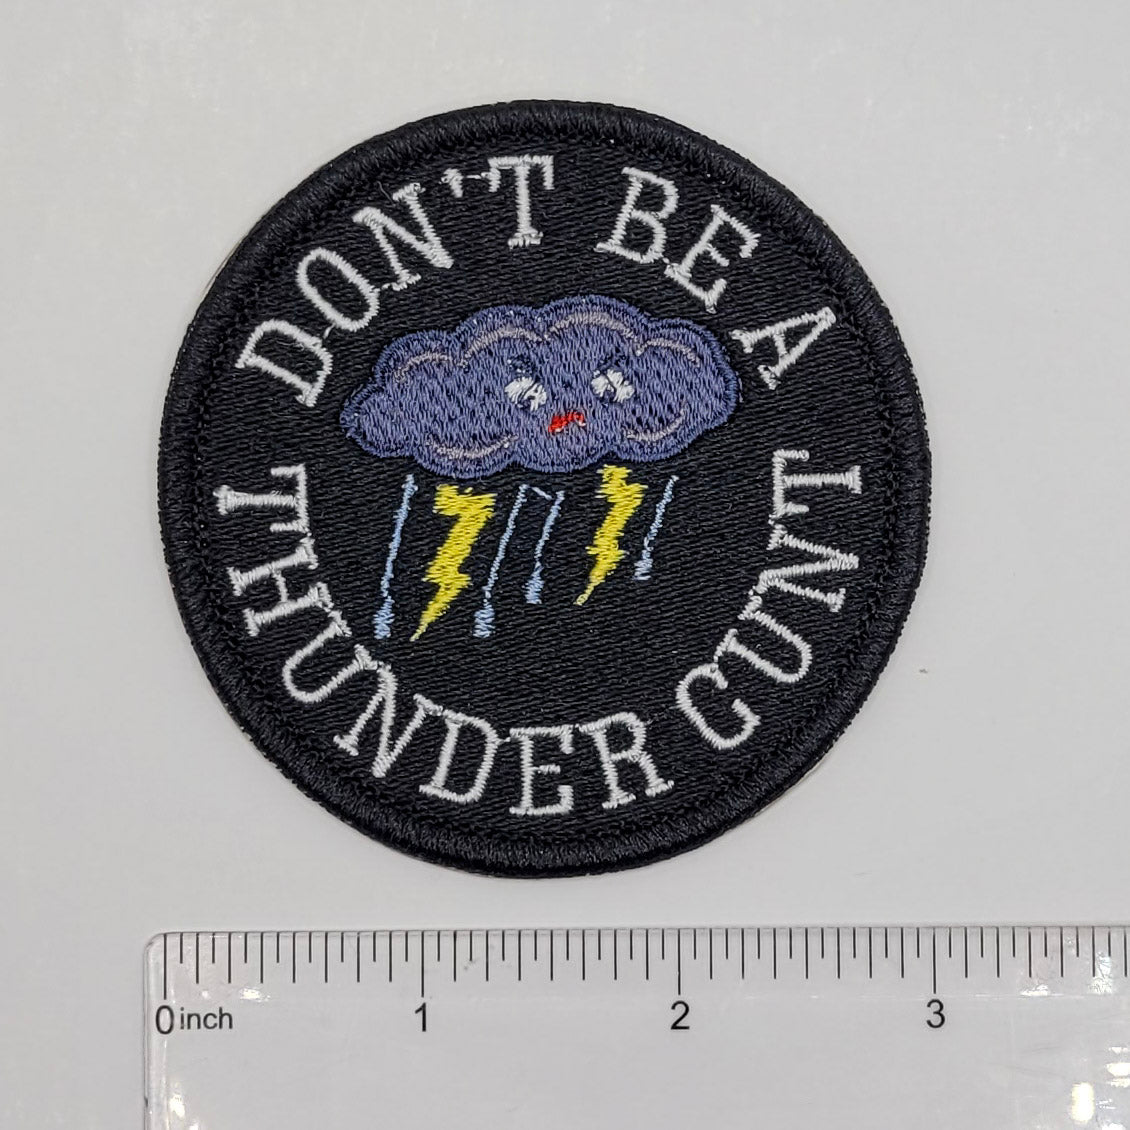 DON'T BE A
THUNDER CUNT
0 inch 1 2 3